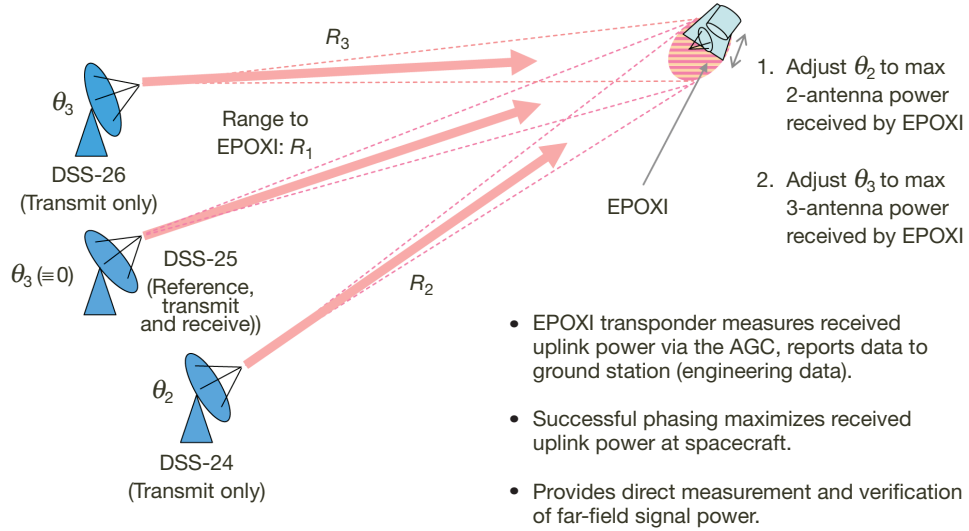 R3
θ3
Range to
EPOXI: R1
DSS-26
(Transmit only)
θ3 (≡0)
DSS-25
(Reference,
transmit
and receive))
R2
θ2
DSS-24
(Transmit only)
EPOXI
1. Adjust θ2 to max
2-antenna power
received by EPOXI
2. Adjust θ3 to max
3-antenna power
received by EPOXI
• EPOXI transponder measures received
uplink power via the AGC, reports data to
ground station (engineering data).
• Successful phasing maximizes received
uplink power at spacecraft.
• Provides direct measurement and verification
of far-field signal power.